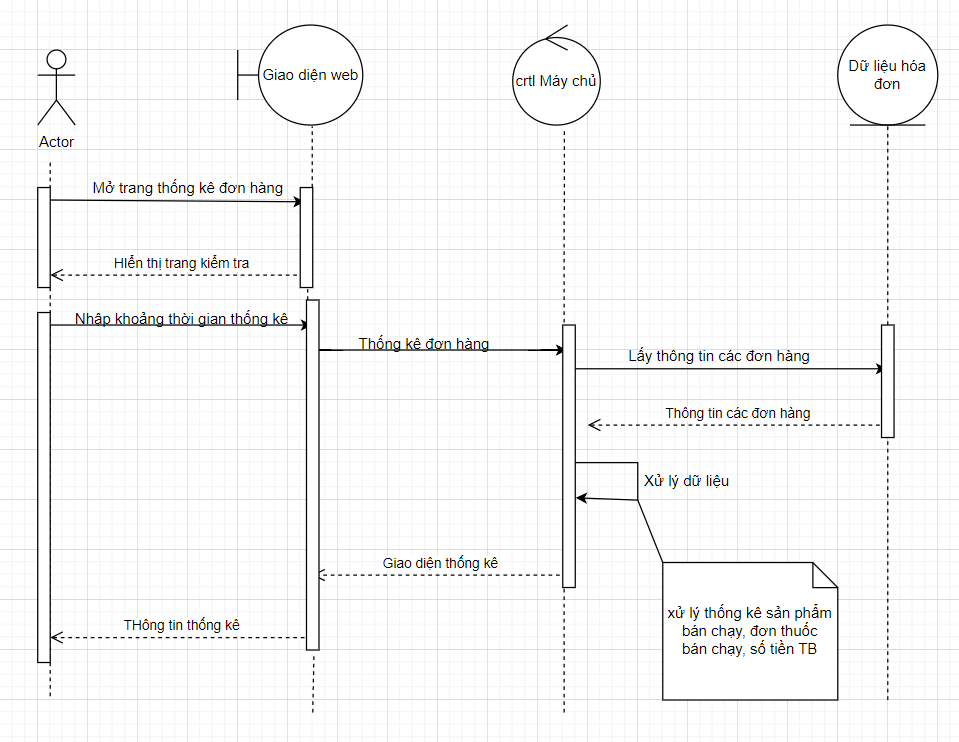 Giao diện web
crtl Máy chủ
Dữ liệu hóa
đơn
Actor
Mở trang thống kê đơn hàng
HIển thị trang kiểm tra
Nhâp khoảng thời gian thống kê
Thống kê đơn hàng
Lấy thông tin các đơn hàng
Thông tin các đơn hàng
Xử lý dữ liệu
Giao diện thống kê
xử lý thống kê sản phẩm
bán chạy, đơn thuốc
bán chạy, số tiền TB
THông tin thống kê